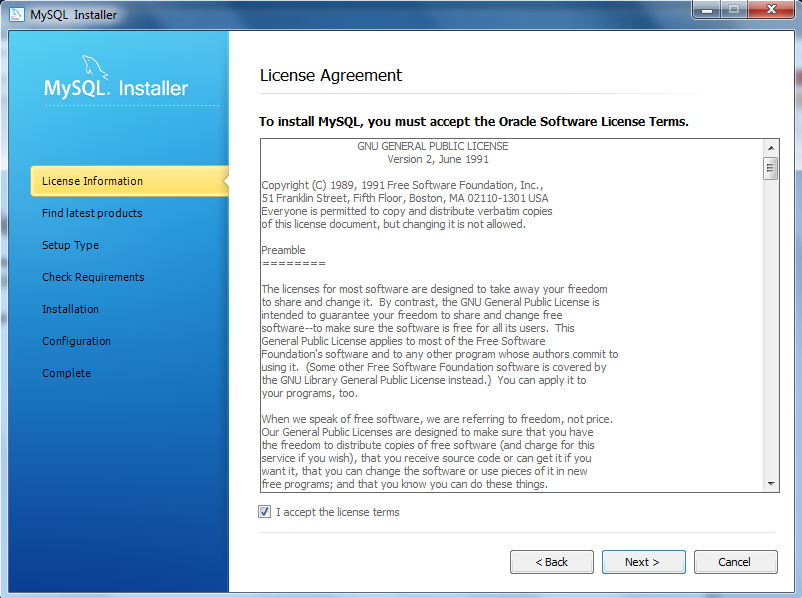 MySQL Installer
MySQL. Installer
License Information
Find latest products
Setup Type
Check Requirements
Installation
Configuration
Complete
License Agreement
To install MySQL, you must accept the Oracle Software License Terms.
GNU GENERAL PUBLIC LICENSE
Version 2, June 1991
Copyright (C) 1989, 1991 Free Software Foundation, Inc.,
51 Franklin Street, Fifth Floor, Boston, MA 02110-1301 USA
Everyone is permitted to copy and distribute verbatim copies
of this license document, but changing it is not allowed.
Preamble
========
The licenses for most software are designed to take away your freedom
to share and change it.  By contrast, the GNU General Public License is
intended to guarantee your freedom to share and change free
software--to make sure the software is free for all its users.  This
General Public License applies to most of the Free Software
Foundation's software and to any other program whose authors commit to
using it.  (Some other Free Software Foundation software is covered by
the GNU Library General Public License instead.)  You can apply it to
your programs, too.
When we speak of free software, we are referring to freedom, not price.
Our General Public Licenses are designed to make sure that you have
the freedom to distribute copies of free software (and charge for this
service if you wish), that you receive source code or can get it if you
want it, that you can change the software or use pieces of it in new
free programs; and that you know you can do these things.
I accept the license terms
< Back
Next >
Cancel